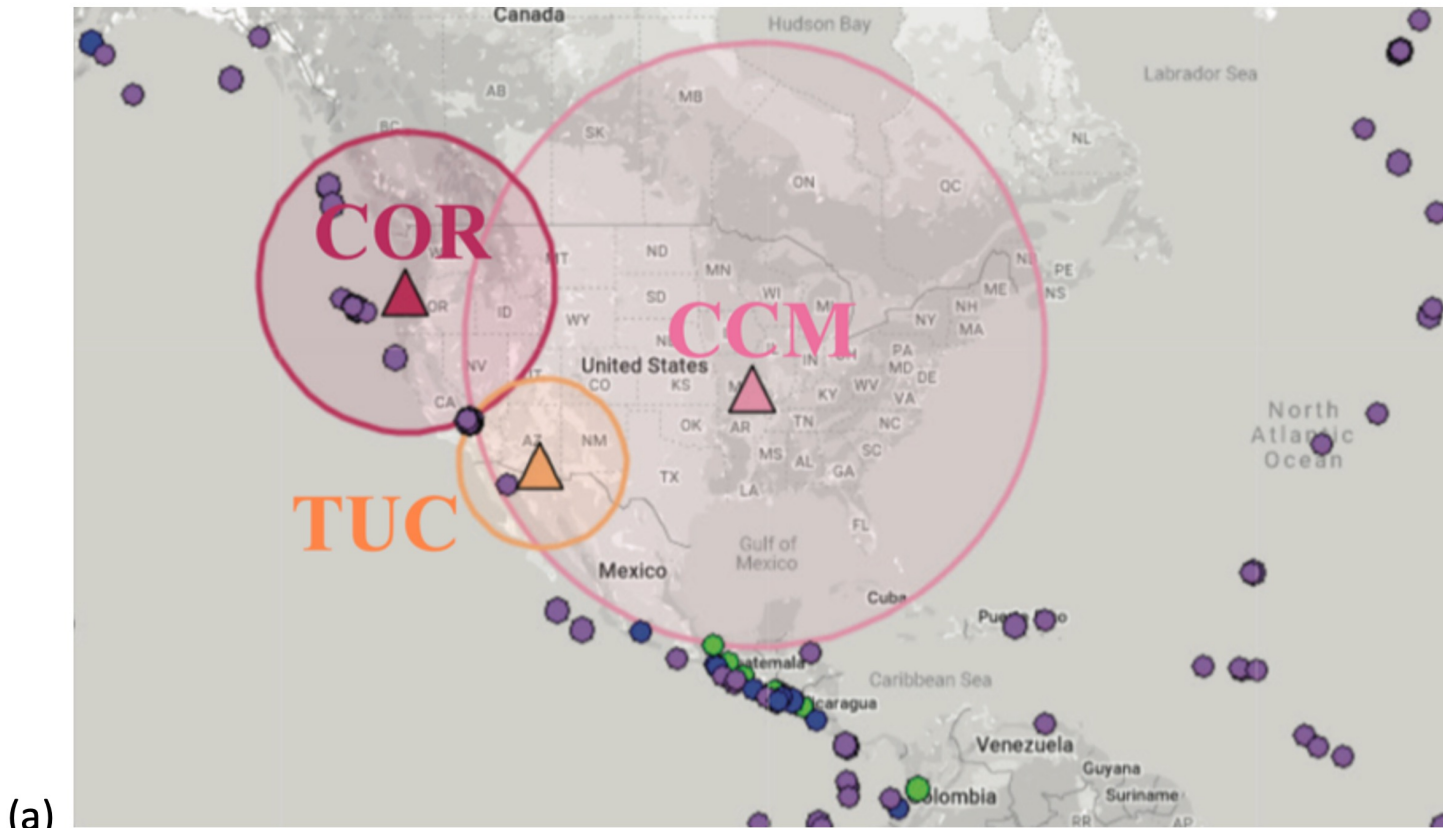 Canada
Hudson Bay
Labrador Sea
AB
MB
BC
SK
NL
ON
QC
COR
MT
ND
MN
PE
NS
ME
OR
ID
SD
WI
WY
NH
NY
MA
CCM
United States
IN
PA
MD
DE
NV
CO
KS
KY
WV
VA
CA
OK
AR
TN
NC
North
Atlantic
Ocean
AZ
NM
MS
AL
SC
GA
TX
LA
TUC
FL
Gulf of
Mexico
Mexico
Cuba
Caribbean Sea
Venezuela
Guyana
Suriname
RR
AP
(a)